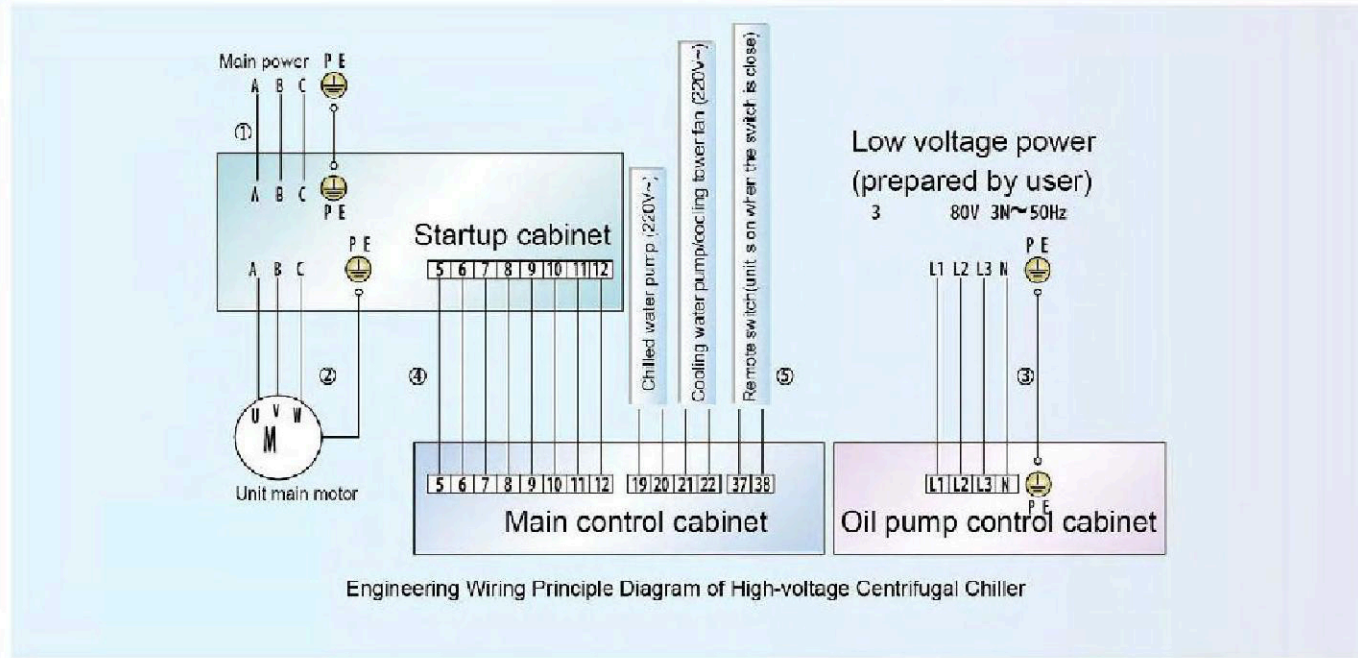 Main power P E
A B C
①
A B C
P E
Startup cabinet
P E
A B C
5 6 7 8 9 10 11 12
②
④
U V W
M
Unit main motor
Chilled water pump (220V~)
Cooling water pump/cooling tower fan (220V~)
Remote switch(unit s on when the switch is close)
⑤
5 6 7 8 9 10 11 12 19 20 21 22 37 38
Main control cabinet
Low voltage power
(prepared by user)
3 80V 3N~50Hz
P E
L1 L2 L3 N
③
L1 L2 L3 N
P E
Oil pump control cabinet
Engineering Wiring Principle Diagram of High-voltage Centrifugal Chiller